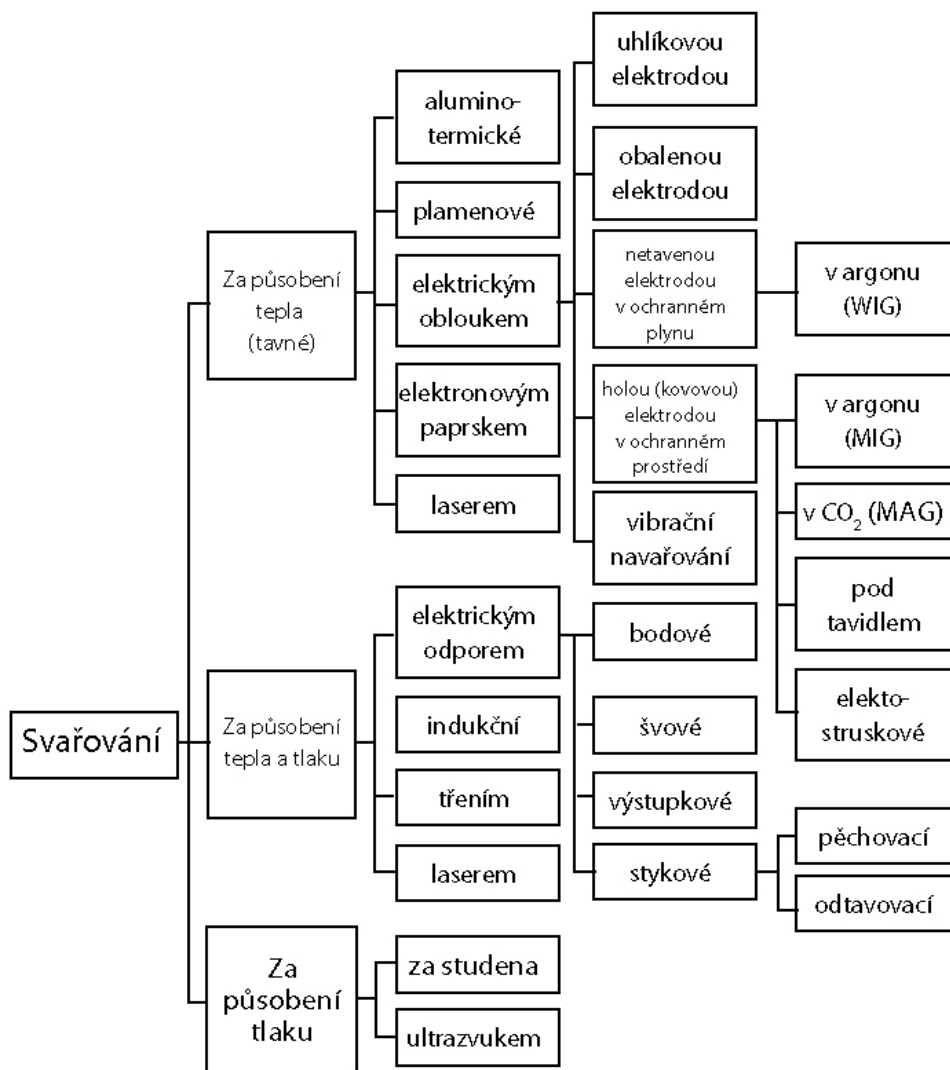 Svařování
Za působení
tepla
(tavné)
alumino-
termické
plamenové
elektrickým
obloukem
uhlíkovou
elektrodou
obalenou
elektrodou
netavenou
elektrodou
v ochranném
plynu
v argonu
(WIG)
holou (kovovou)
elektrodou
v ochranném
prostředí
v argonu
(MIG)
v CO₂ (MAG)
pod
tavidlem
elekto-
struskové
vibrační
navařování
elektronovým
paprskem
laserem
Za působení
tepla a tlaku
elektrickým
odporem
bodové
švové
výstupkové
stykové
pěchovací
odtavovací
indukční
třením
laserem
Za
působení
tlaku
za studena
ultrazvukem